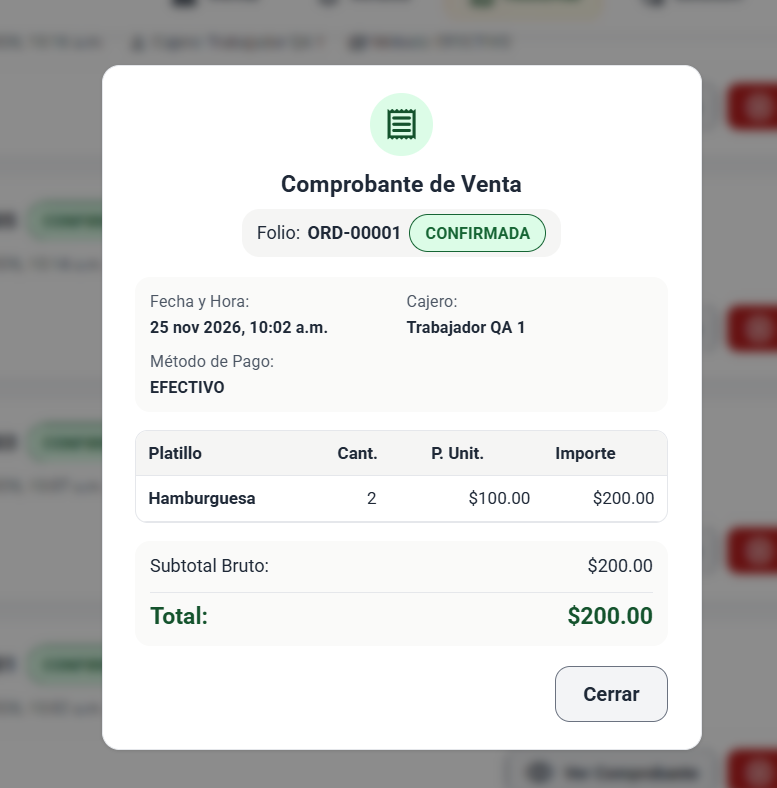 Comprobante de Venta
Folio: ORD-00001 CONFIRMADA
Fecha y Hora: Cajero:
25 nov 2026, 10:02 a.m. Trabajador QA 1
Método de Pago:
EFECTIVO
Platillo Cant. P. Unit. Importe
Hamburguesa 2 $100.00 $200.00
Subtotal Bruto: $200.00
Total: $200.00
Cerrar
Ver Comprobante